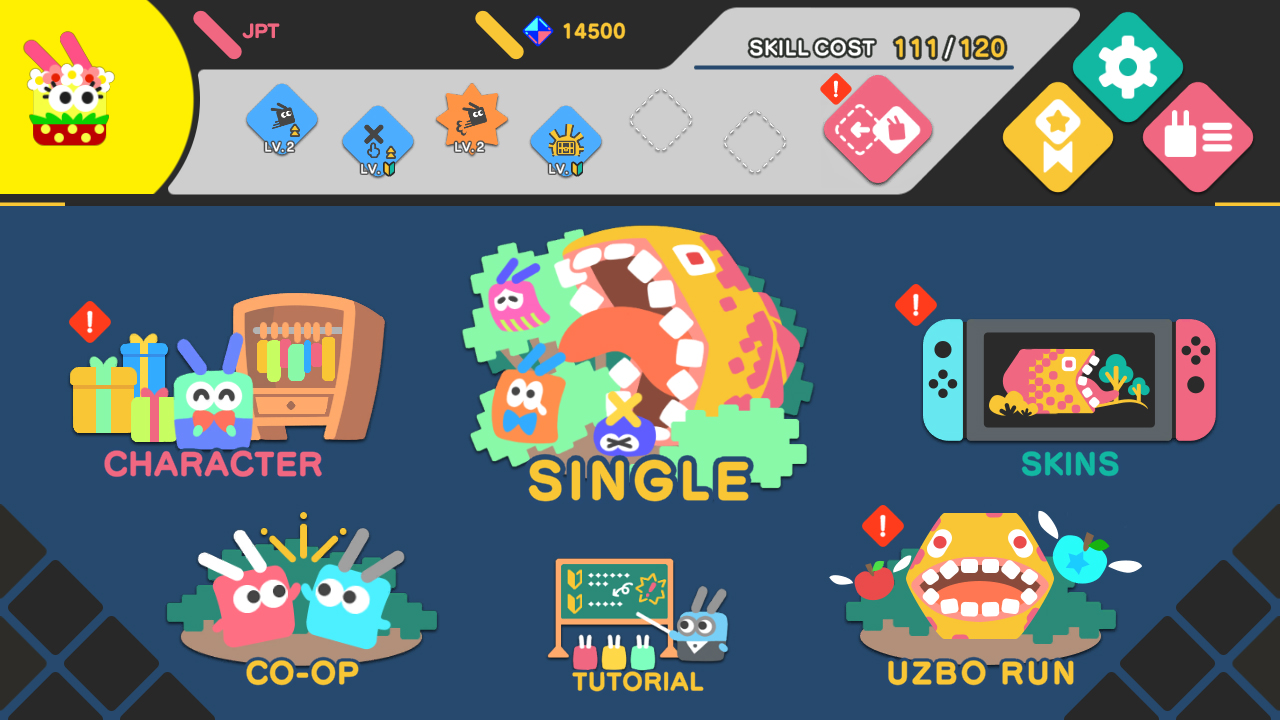 JPT
14500
SKILL COST 111/120
LV.2
LV.
LV.2
LV.
CHARACTER
SINGLE
SKINS
CO-OP
TUTORIAL
UZBO RUN